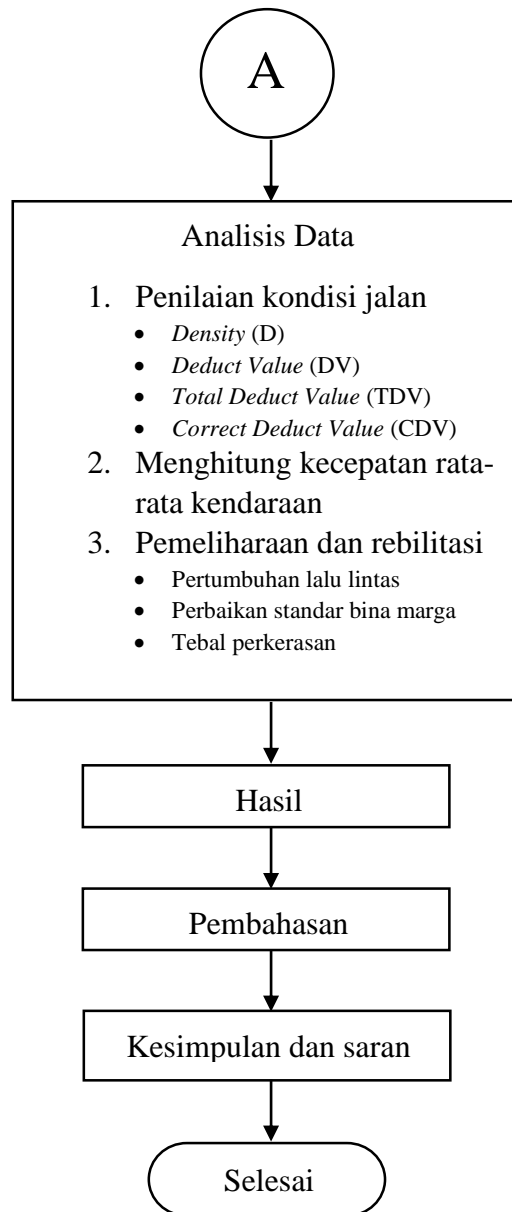 A
Analisis Data
1. Penilaian kondisi jalan
• Density (D)
• Deduct Value (DV)
• Total Deduct Value (TDV)
• Correct Deduct Value (CDV)
2. Menghitung kecepatan rata-
rata kendaraan
3. Pemeliharaan dan rebilitasi
• Pertumbuhan lalu lintas
• Perbaikan standar bina marga
• Tebal perkerasan
Hasil
Pembahasan
Kesimpulan dan saran
Selesai